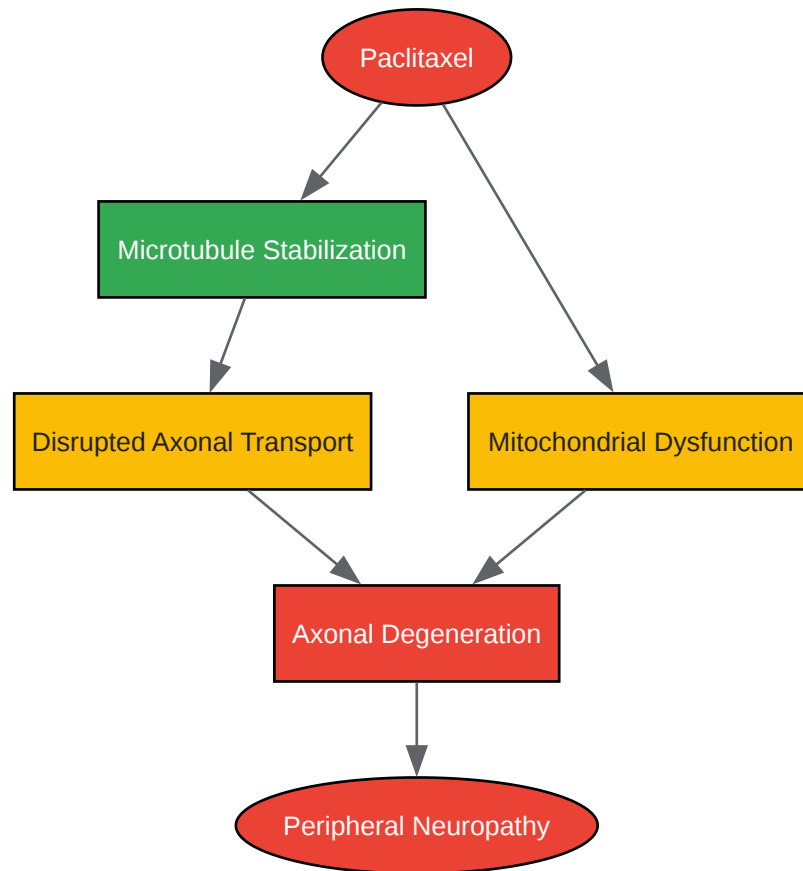 Paclitaxel
Microtubule Stabilization
Disrupted Axonal Transport
Mitochondrial Dysfunction
Axonal Degeneration
Peripheral Neuropathy